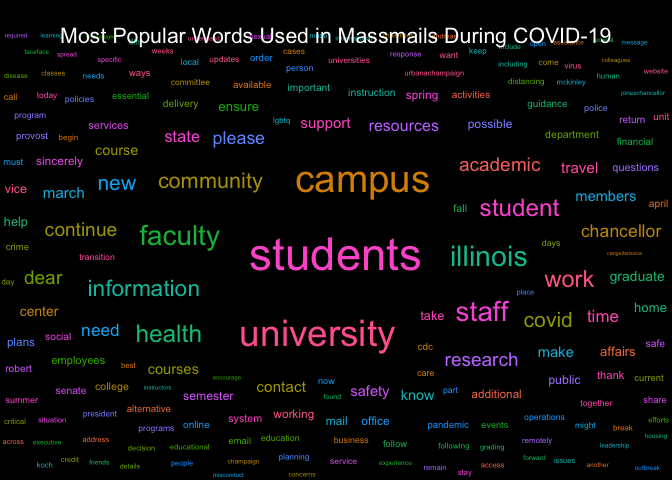 Most Popular Words Used in Massmails During COVID-19
required learning
message
faceface spread weeks updates order cases universities response want keep include
colleagues
specific local person including come virus
disease classes needs ways committee available important urbanachampaign distancing mckinley human website
joneschancellor
call today policies essential delivery ensure instruction spring activities guidance police
program services lgbtq support resources possible return unit
provost begin state please department financial
must sincerely course academic travel questions
vice march new community campus members april
help continue faculty fall student chancellor
crime transition students illinois days
day dear information work graduate
center place home
need health university take staff covid time
plans social cdc make affairs safe
robert employees best courses care research thank current
encourage public
summer senate college instructors semester contact now safety know part additional together share
found
critical situation president alternative system working mail office pandemic events operations might break efforts
programs online
across executive address decision educational email education business follow following grading remotely leadership housing
koch credit friends details people champaign planning service experience remain stay access forward issues another outbreak
misconduct concerns